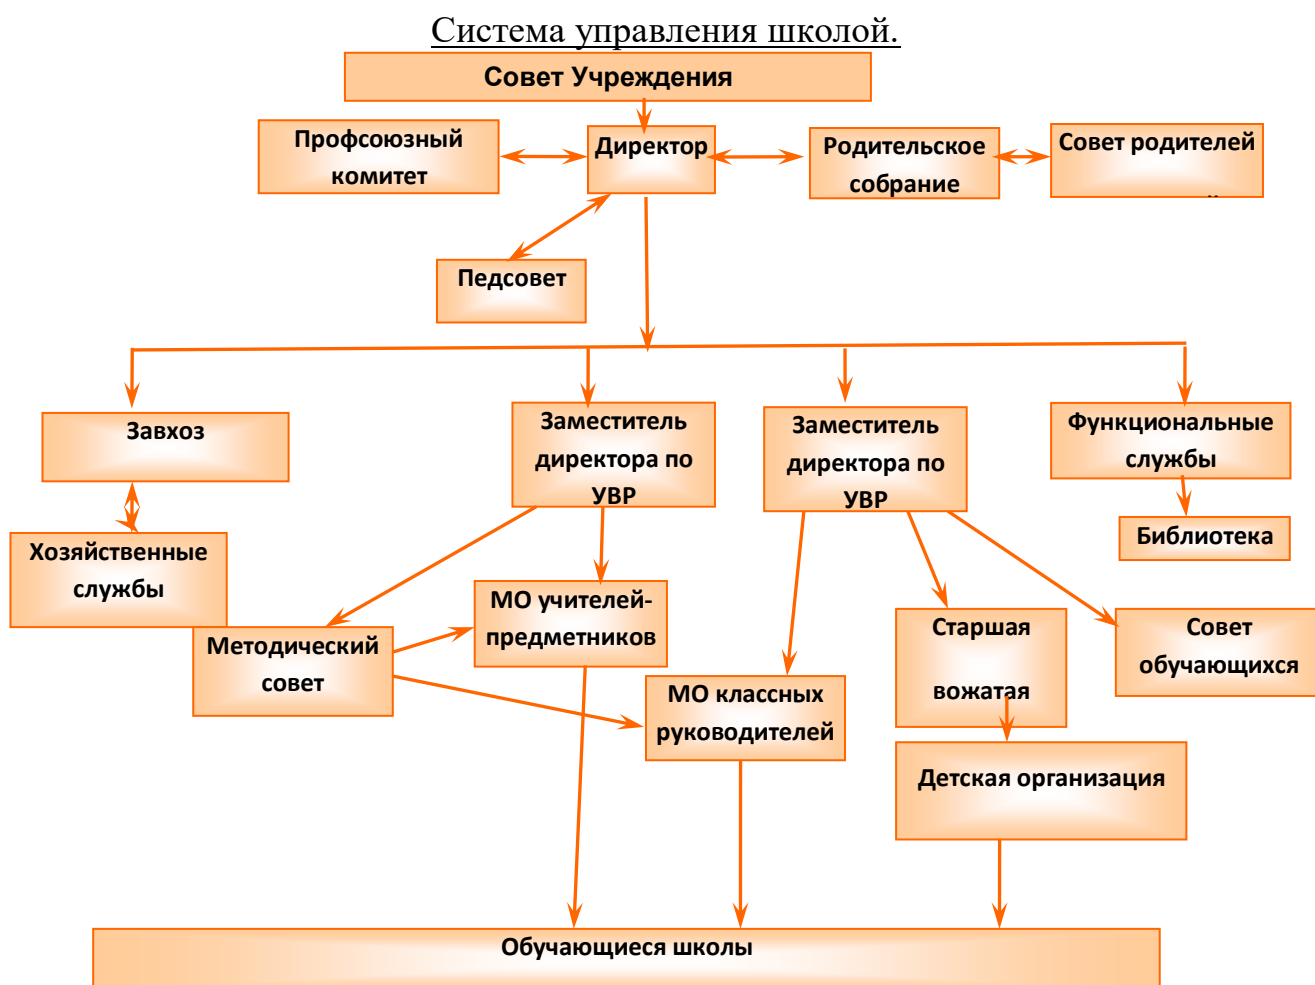 Система управления школой.
Совет Учреждения
Профсоюзный
комитет
Директор
Родительское
собрание
Совет родителей
Педсовет
Завхоз
Заместитель
директора по
УВР
Заместитель
директора по
УВР
Функциональные
службы
Хозяйственные
службы
Библиотека
МО учителей-
предметников
Методический
совет
Старшая
вожатая
Совет
обучающихся
МО классных
руководителей
Детская организация
Обучающиеся школы